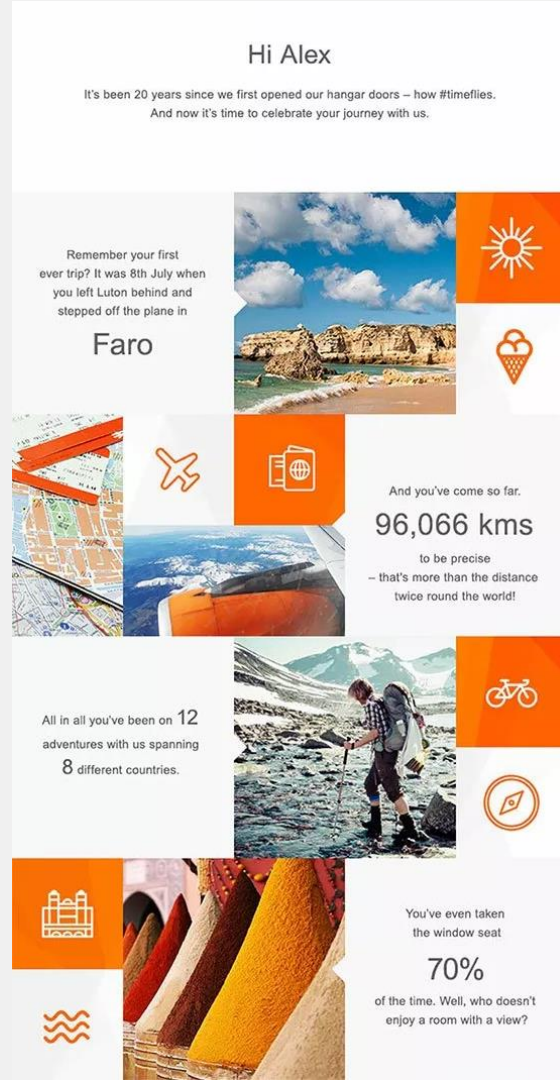 Hi Alex
It's been 20 years since we first opened our hangar doors – how #timeflies.
And now it's time to celebrate your journey with us.
Remember your first
ever trip? It was 8th July when
you left Luton behind and
stepped off the plane in
Faro
And you've come so far.
96,066 kms
to be precise
– that's more than the distance
twice round the world!
All in all you've been on 12
adventures with us spanning
8 different countries.
You've even taken
the window seat
70%
of the time. Well, who doesn't
enjoy a room with a view?